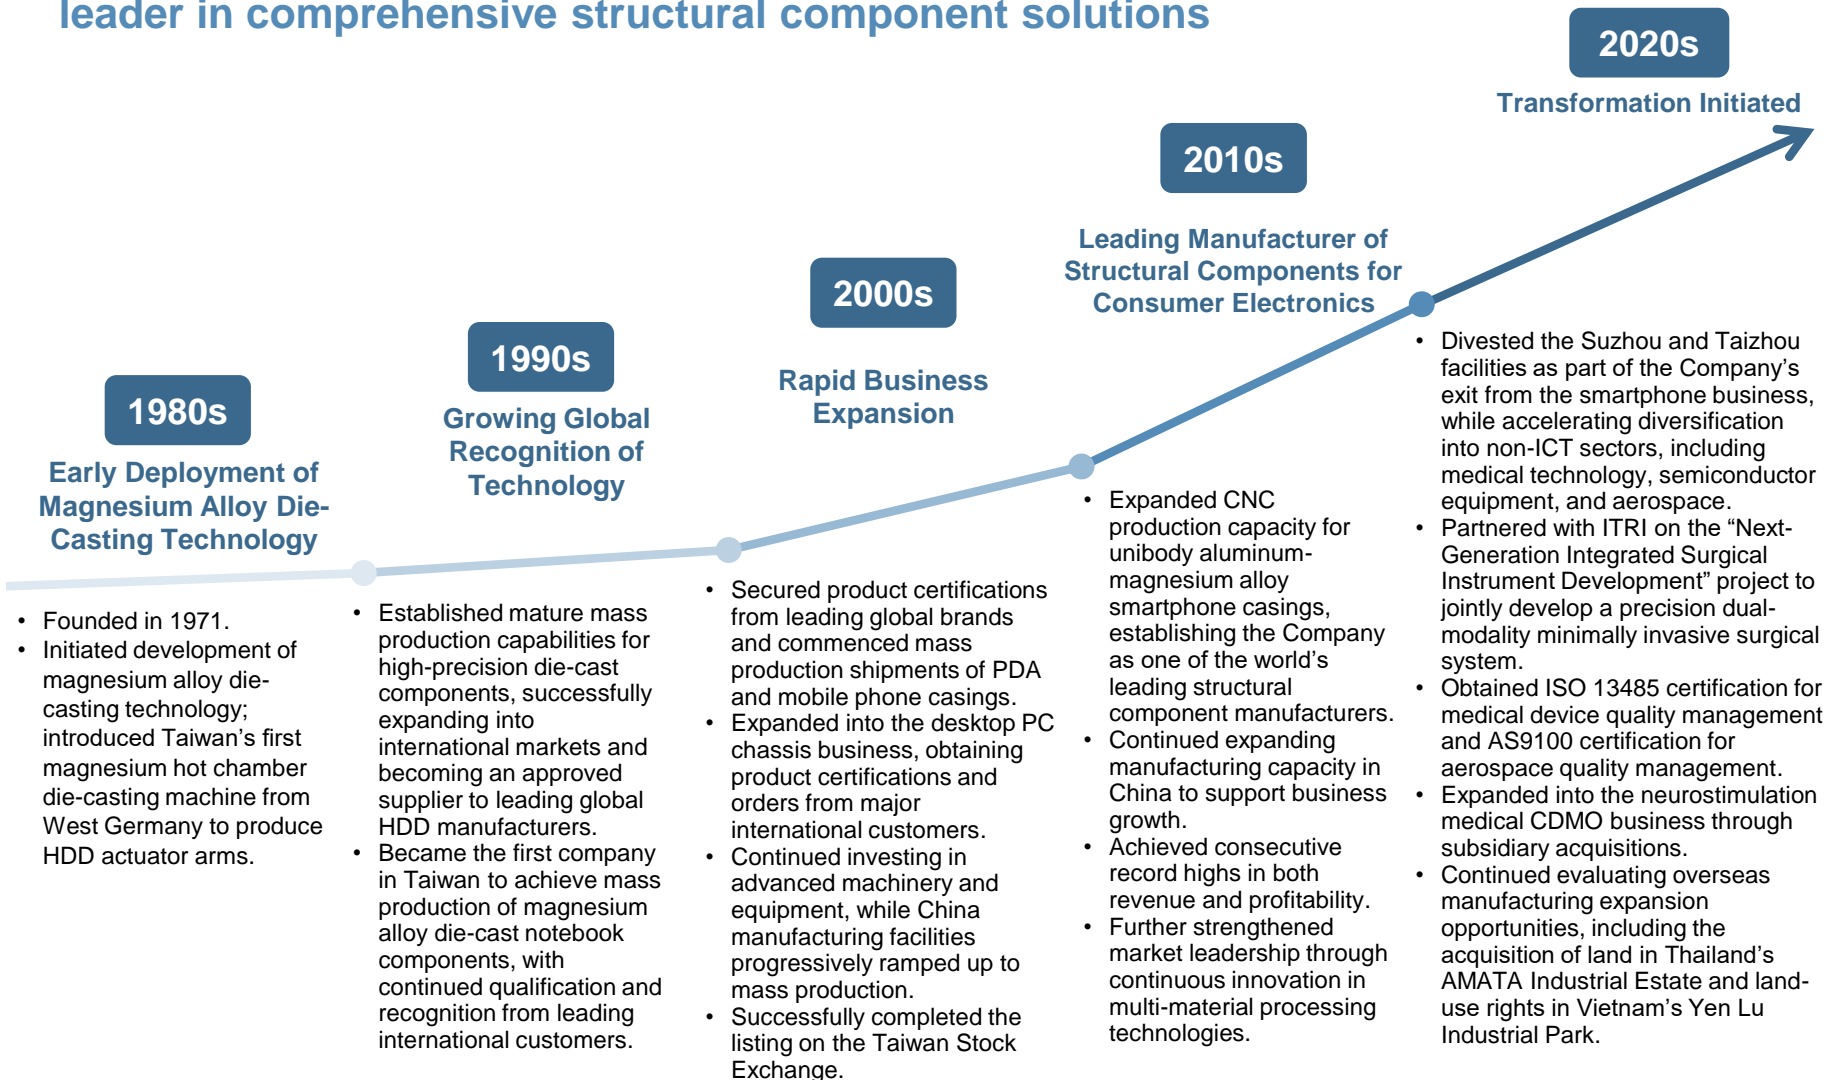 leader in comprehensive structural component solutions
1980s
Early Deployment of
Magnesium Alloy Die-
Casting Technology
• Founded in 1971.
• Initiated development of
magnesium alloy die-
casting technology;
introduced Taiwan’s first
magnesium hot chamber
die-casting machine from
West Germany to produce
HDD actuator arms.
1990s
Growing Global
Recognition of
Technology
• Established mature mass
production capabilities for
high-precision die-cast
components, successfully
expanding into
international markets and
becoming an approved
supplier to leading global
HDD manufacturers.
• Became the first company
in Taiwan to achieve mass
production of magnesium
alloy die-cast notebook
components, with
continued qualification and
recognition from leading
international customers.
2000s
Rapid Business
Expansion
• Secured product certifications
from leading global brands
and commenced mass
production shipments of PDA
and mobile phone casings.
• Expanded into the desktop PC
chassis business, obtaining
product certifications and
orders from major
international customers.
• Continued investing in
advanced machinery and
equipment, while China
manufacturing facilities
progressively ramped up to
mass production.
• Successfully completed the
listing on the Taiwan Stock
Exchange.
2010s
Leading Manufacturer of
Structural Components for
Consumer Electronics
• Expanded CNC
production capacity for
unibody aluminum-
magnesium alloy
smartphone casings,
establishing the Company
as one of the world’s
leading structural
component manufacturers.
• Continued expanding
manufacturing capacity in
China to support business
growth.
• Achieved consecutive
record highs in both
revenue and profitability.
• Further strengthened
market leadership through
continuous innovation in
multi-material processing
technologies.
2020s
Transformation Initiated
• Divested the Suzhou and Taizhou
facilities as part of the Company’s
exit from the smartphone business,
while accelerating diversification
into non-ICT sectors, including
medical technology, semiconductor
equipment, and aerospace.
• Partnered with ITRI on the “Next-
Generation Integrated Surgical
Instrument Development” project to
jointly develop a precision dual-
modality minimally invasive surgical
system.
• Obtained ISO 13485 certification for
medical device quality management
and AS9100 certification for
aerospace quality management.
• Expanded into the neurostimulation
medical CDMO business through
subsidiary acquisitions.
• Continued evaluating overseas
manufacturing expansion
opportunities, including the
acquisition of land in Thailand’s
AMATA Industrial Estate and land-
use rights in Vietnam’s Yen Lu
Industrial Park.